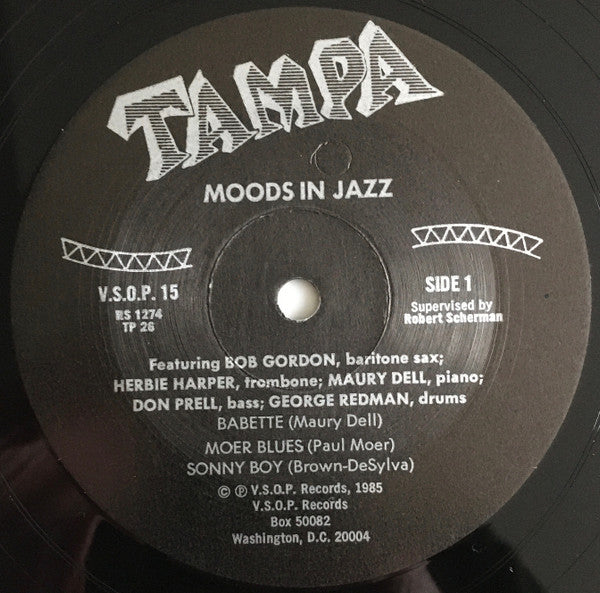 TAMPA
MOODS IN JAZZ
V.S.O.P. 15
RS 1274
TP 26
SIDE 1
Supervised by
Robert Scherman
Featuring BOB GORDON, baritone sax;
HERBIE HARPER, trombone; MAURY DELL, piano;
DON PRELL, bass; GEORGE REDMAN, drums
BABETTE (Maury Dell)
MOER BLUES (Paul Moer)
SONNY BOY (Brown-DeSylva)
© ℗ V.S.O.P. Records, 1985
V.S.O.P. Records
Box 50082
Washington, D.C. 20004